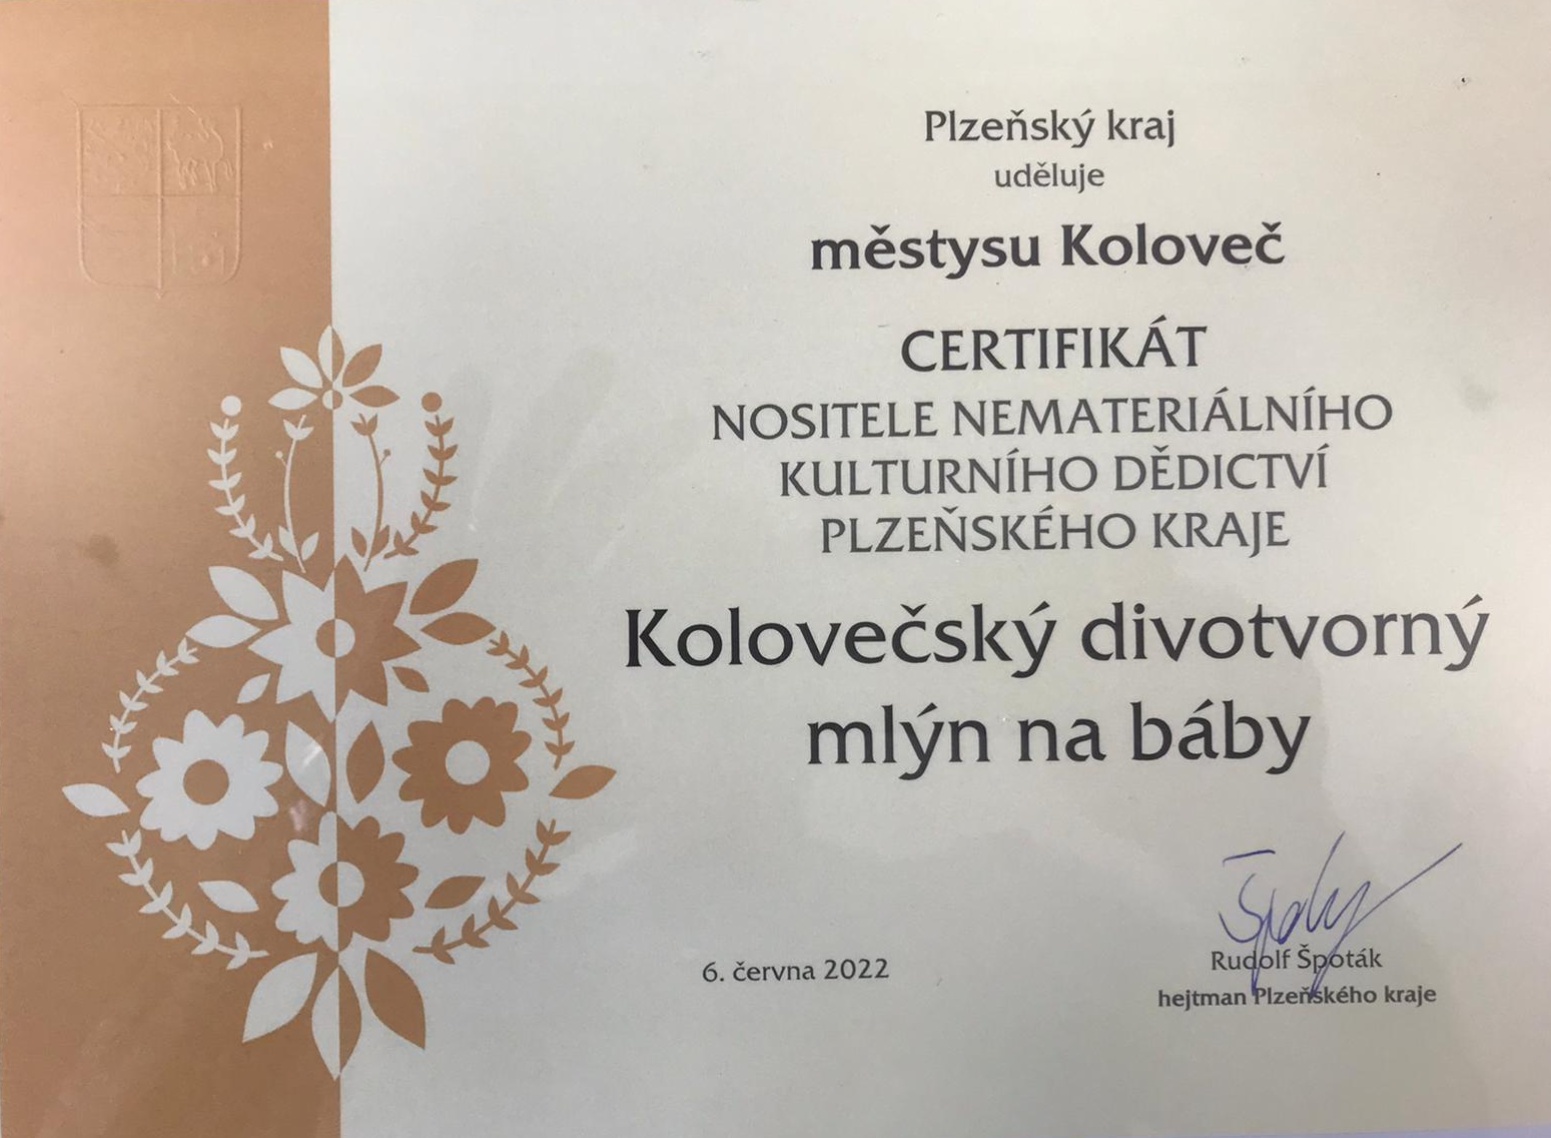 Plzeňský kraj
uděluje
městysu Koloveč
CERTIFIKÁT
NOSITELE NEMATERIÁLNÍHO
KULTURNÍHO DĚDICTVÍ
PLZEŇSKÉHO KRAJE
Kolovečský divotvorný
mlýn na báby
6. června 2022
Rudolf Špoták
hejtman Plzeňského kraje